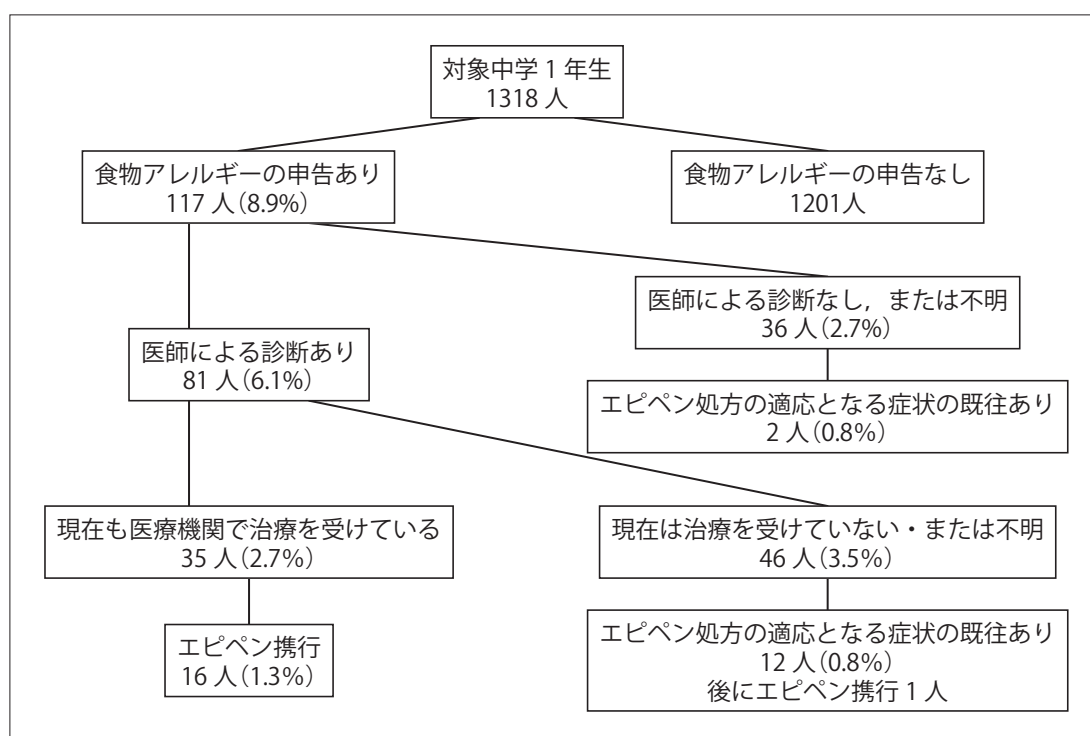 対象中学 1 年生
1318 人
食物アレルギーの申告あり
117 人(8.9%)
食物アレルギーの申告なし
1201人
医師による診断なし，または不明
36 人(2.7%)
医師による診断あり
81 人(6.1%)
エピペン処方の適応となる症状の既往あり
2 人(0.8%)
現在も医療機関で治療を受けている
35 人(2.7%)
現在は治療を受けていない・または不明
46 人(3.5%)
エピペン携行
16 人(1.3%)
エピペン処方の適応となる症状の既往あり
12 人(0.8%)
後にエピペン携行 1 人